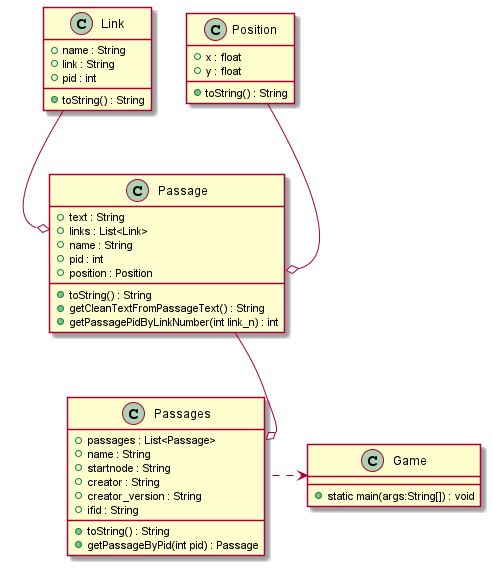 C Link
name : String
link : String
pid : int
toString() : String
C Position
x : float
y : float
toString() : String
C Passage
text : String
links : List<Link>
name : String
pid : int
position : Position
toString() : String
getCleanTextFromPassageText() : String
getPassagePidByLinkNumber(int link_n) : int
C Passages
passages : List<Passage>
name : String
startnode : String
creator : String
creator_version : String
ifid : String
toString() : String
getPassageByPid(int pid) : Passage
C Game
static main(args:String[]) : void